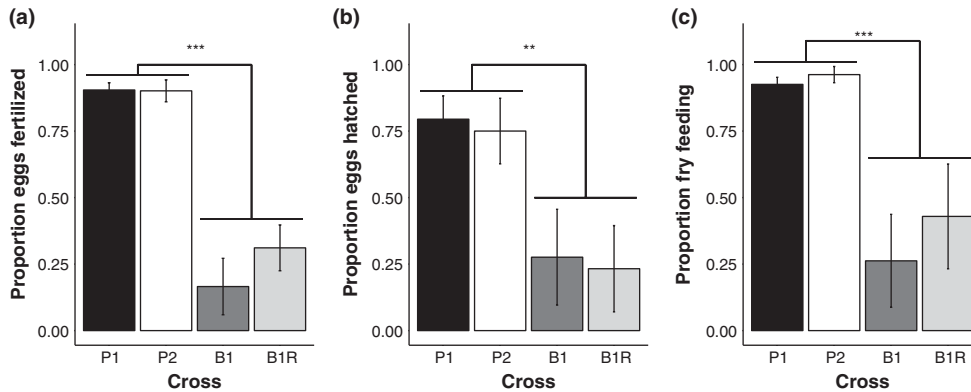 (a)
***
Proportion eggs fertilized
1.00
0.75
0.50
0.25
0.00
P1 P2 B1 B1R
Cross
(b)
**
Proportion eggs hatched
1.00
0.75
0.50
0.25
0.00
P1 P2 B1 B1R
Cross
(c)
***
Proportion fry feeding
1.00
0.75
0.50
0.25
0.00
P1 P2 B1 B1R
Cross